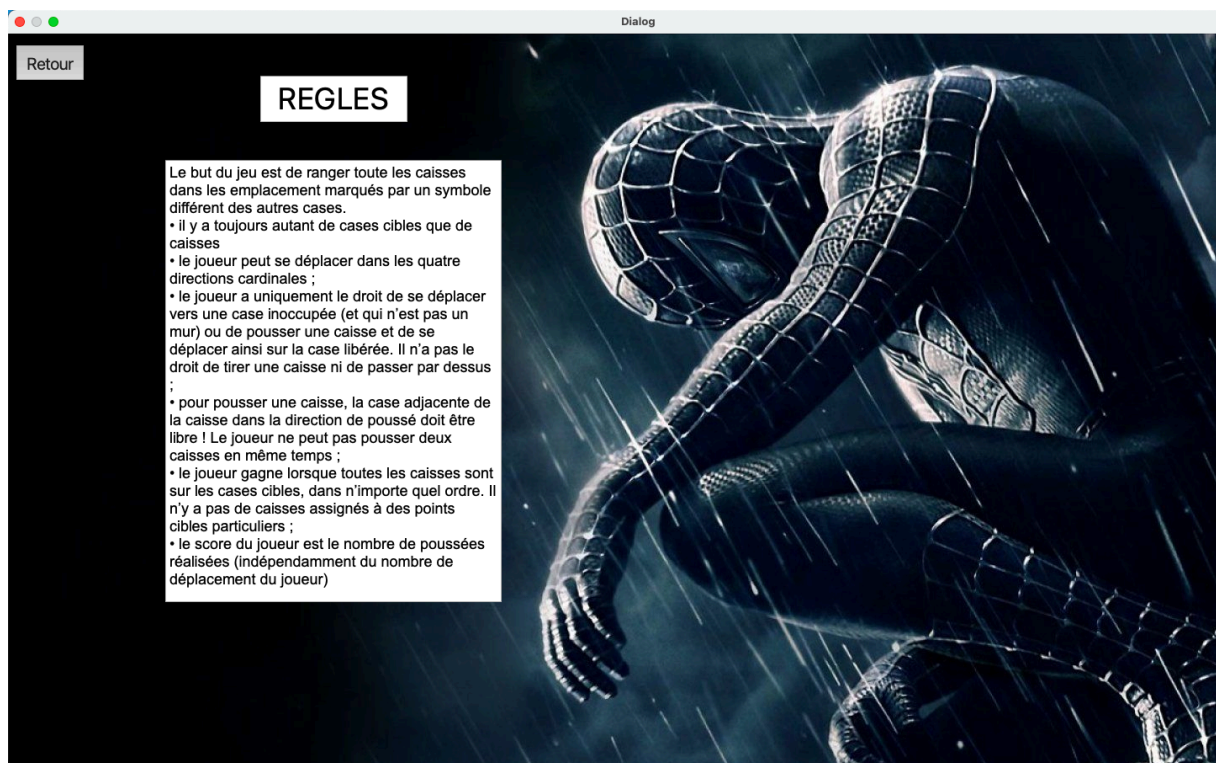 Dialog
Retour
REGLES
Le but du jeu est de ranger toute les caisses
dans les emplacement marqués par un symbole
différent des autres cases.
• il y a toujours autant de cases cibles que de
caisses
• le joueur peut se déplacer dans les quatre
directions cardinales ;
• le joueur a uniquement le droit de se déplacer
vers une case inoccupée (et qui n’est pas un
mur) ou de pousser une caisse et de se
déplacer ainsi sur la case libérée. Il n’a pas le
droit de tirer une caisse ni de passer par dessus
;
• pour pousser une caisse, la case adjacente de
la caisse dans la direction de poussé doit être
libre ! Le joueur ne peut pas pousser deux
caisses en même temps ;
• le joueur gagne lorsque toutes les caisses sont
sur les cases cibles, dans n’importe quel ordre. Il
n’y a pas de caisses assignés à des points
cibles particuliers ;
• le score du joueur est le nombre de poussées
réalisées (indépendamment du nombre de
déplacement du joueur)